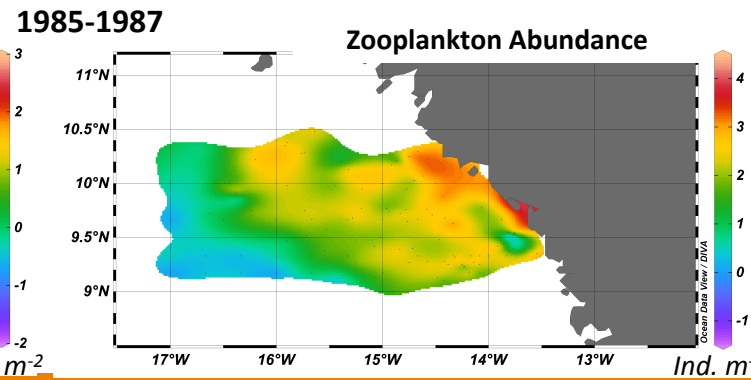 1985-1987
Zooplankton Abundance
3
2
1
0
-1
-2
m-2
11°N
10.5°N
10°N
9.5°N
9°N
17°W
16°W
15°W
14°W
13°W
Ocean Data View / DIVA
4
3
2
1
0
-1
Ind. m-